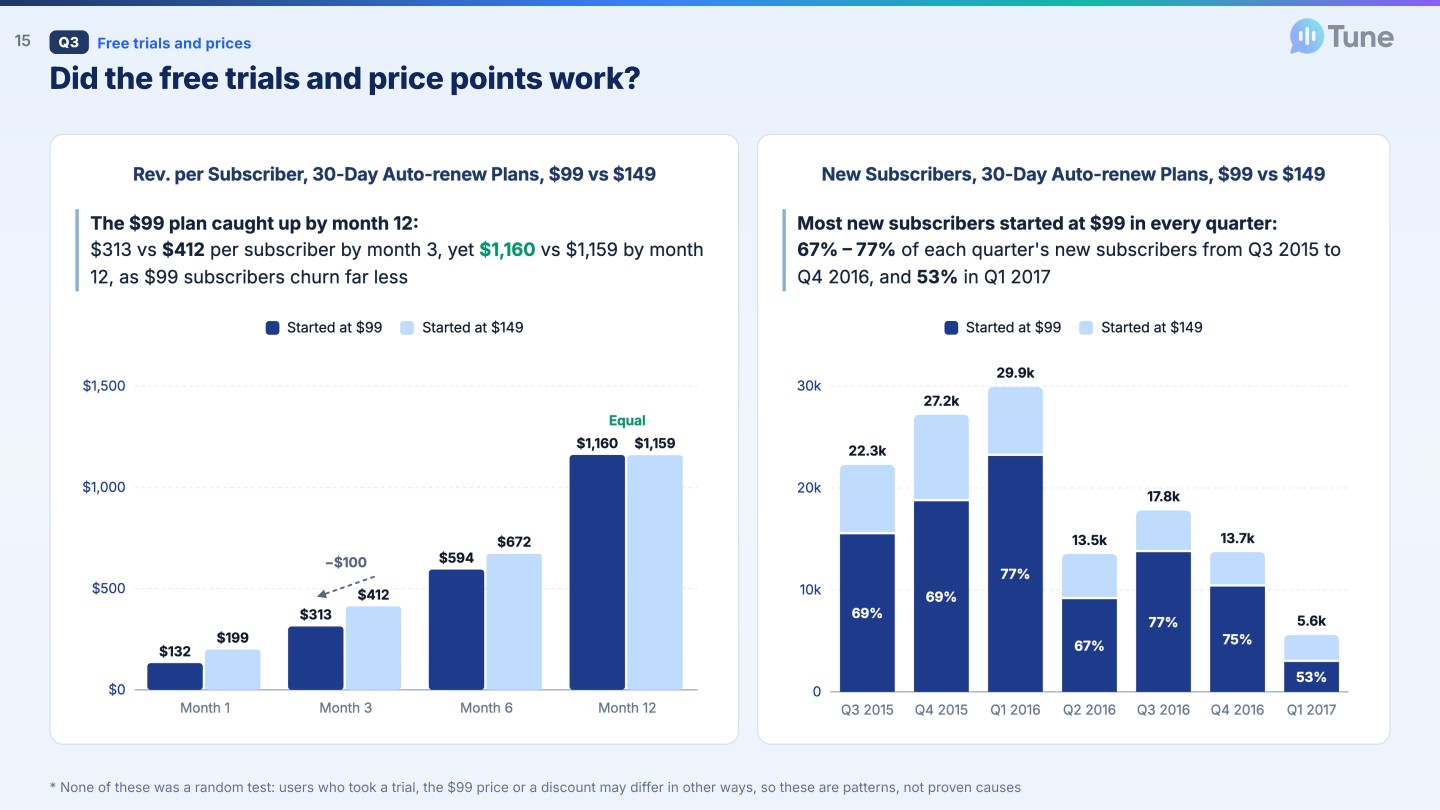 15
Q3
Free trials and prices
Tune
Did the free trials and price points work?
Rev. per Subscriber, 30-Day Auto-renew Plans, $99 vs $149
The $99 plan caught up by month 12:
$313 vs $412 per subscriber by month 3, yet $1,160 vs $1,159 by month
12, as $99 subscribers churn far less
Started at $99
Started at $149
$1,500
$1,000
$500
$0
$132
$199
−$100
$313
$412
$594
$672
Equal
$1,160
$1,159
Month 1
Month 3
Month 6
Month 12
New Subscribers, 30-Day Auto-renew Plans, $99 vs $149
Most new subscribers started at $99 in every quarter:
67% – 77% of each quarter's new subscribers from Q3 2015 to
Q4 2016, and 53% in Q1 2017
Started at $99
Started at $149
30k
20k
10k
0
22.3k
69%
27.2k
69%
29.9k
77%
13.5k
67%
17.8k
77%
13.7k
75%
5.6k
53%
Q3 2015
Q4 2015
Q1 2016
Q2 2016
Q3 2016
Q4 2016
Q1 2017
* None of these was a random test: users who took a trial, the $99 price or a discount may differ in other ways, so these are patterns, not proven causes